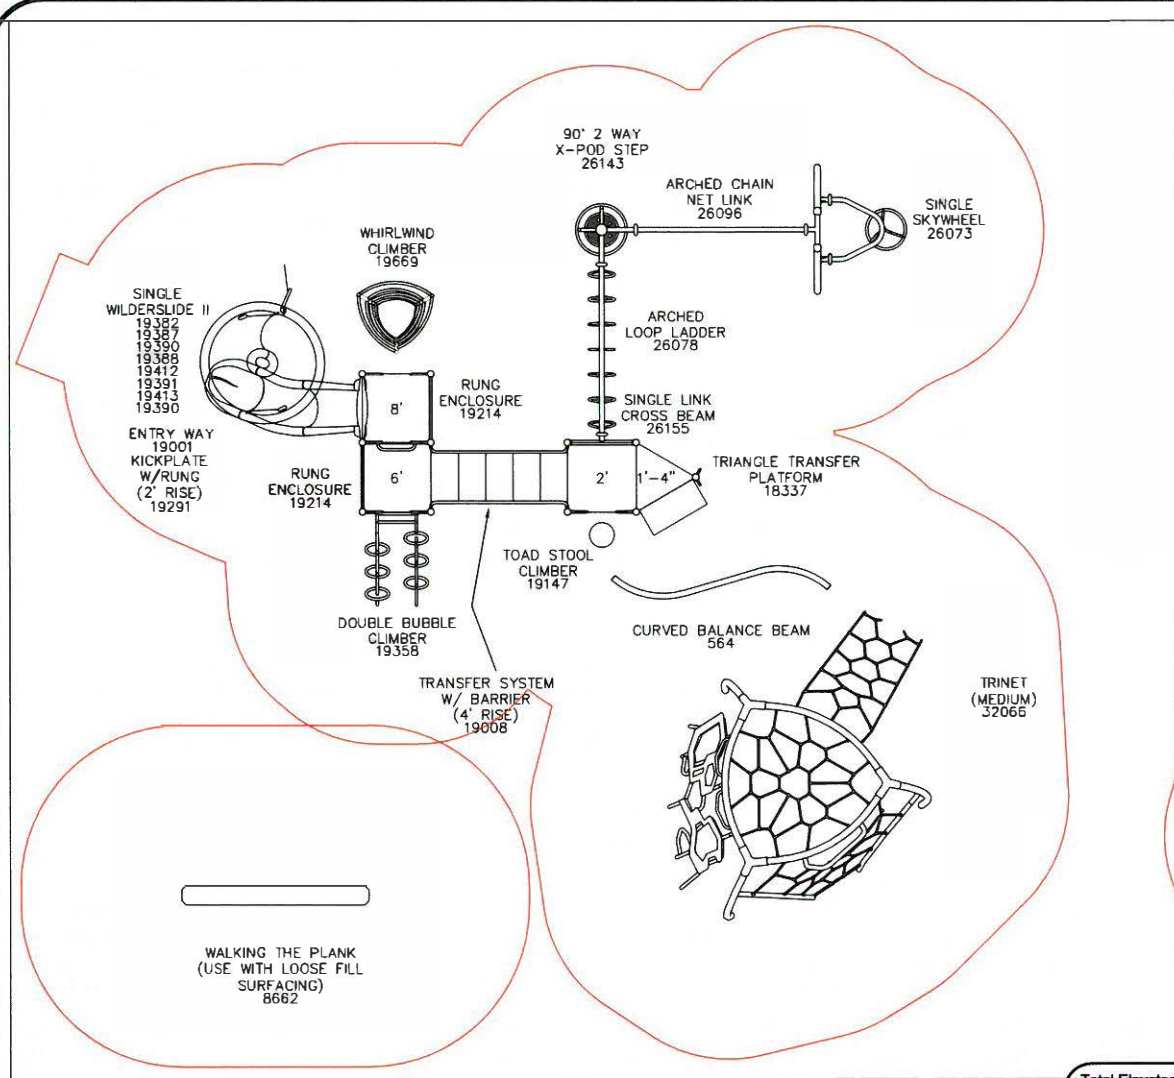 90° 2 WAY
X-POD STEP
26143
ARCHED CHAIN
NET LINK
26096
SINGLE
SKYWHEEL
26073
WHIRLWIND
CLIMBER
19669
SINGLE
WILDERSLIDE II
19382
19387
19390
19388
19412
19391
19413
19390
ARCHED
LOOP LADDER
26078
RUNG
ENCLOSURE
19214
8'
SINGLE LINK
CROSS BEAM
26155
ENTRY WAY
19001
KICKPLATE
W/RUNG
(2' RISE)
19291
RUNG
ENCLOSURE
19214
6'
2'
1'-4"
TRIANGLE TRANSFER
PLATFORM
18337
TOAD STOOL
CLIMBER
19147
DOUBLE BUBBLE
CLIMBER
19358
CURVED BALANCE BEAM
564
TRANSFER SYSTEM
W/ BARRIER
(4' RISE)
19008
TRINET
(MEDIUM)
32066
WALKING THE PLANK
(USE WITH LOOSE FILL
SURFACING)
8662